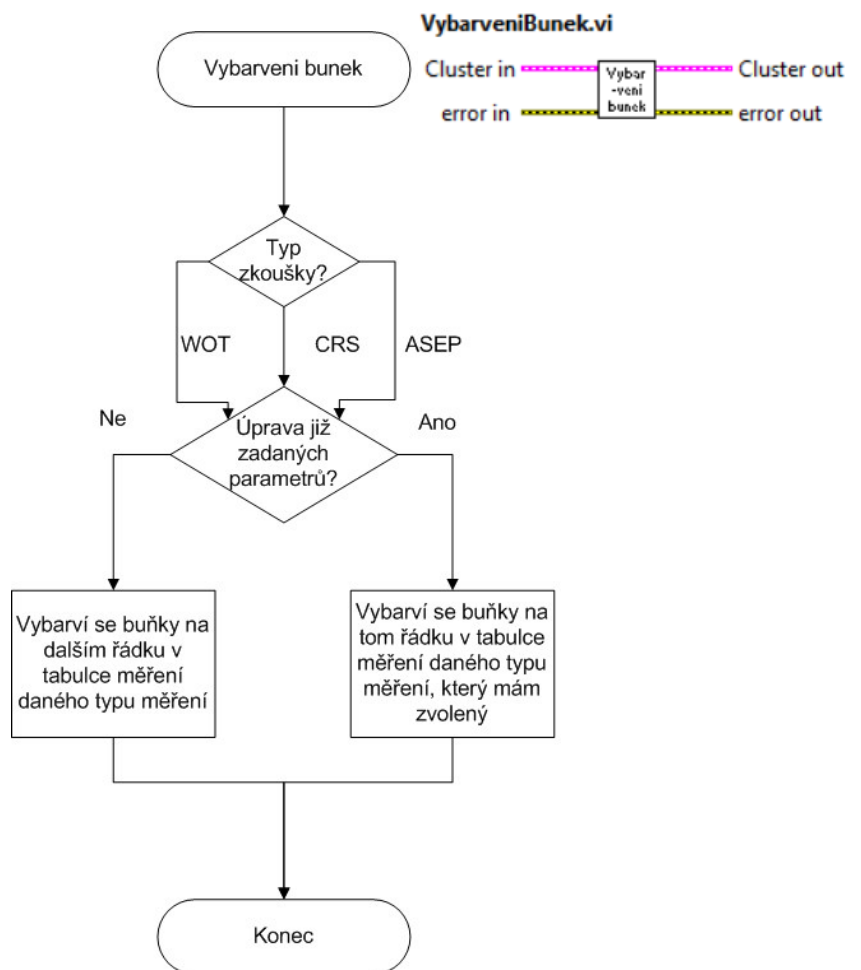 VybarveniBunek.vi
Cluster in
Vybar
-veni
bunek
Cluster out
error in
error out
Vybarveni bunek
Typ
zkoušky?
WOT
CRS
ASEP
Ne
Ano
Úprava již
zadaných
parametrů?
Vybarví se buňky na
dalším řádku v
tabulce měření
daného typu měření
Vybarví se buňky na
tom řádku v tabulce
měření daného typu
měření, který mám
zvolený
Konec